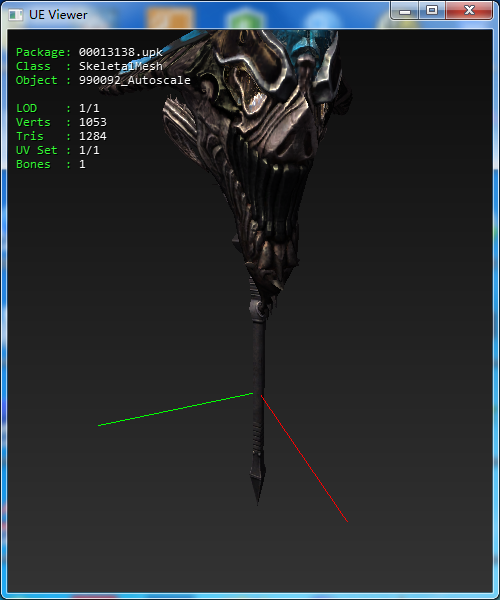 UE Viewer
Package: 00013138.upk
Class : SkeletalMesh
Object : 990092_Autoscale
LOD : 1/1
Verts : 1053
Tris : 1284
UV Set : 1/1
Bones : 1